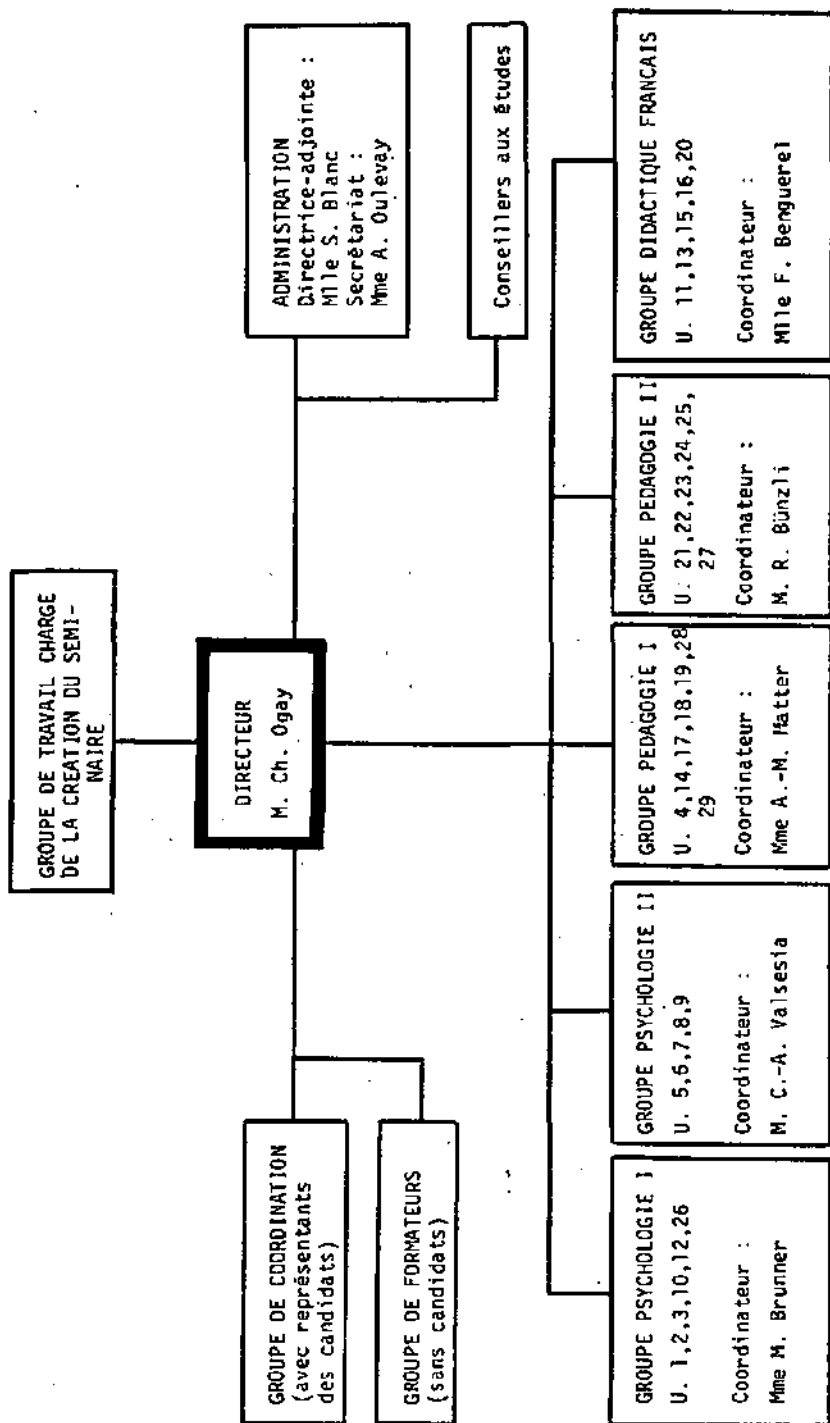 GROUPE DE TRAVAIL CHARGE
DE LA CREATION DU SEMI-
NAIRE
DIRECTEUR
M. Ch. Ogay
GROUPE DE COORDINATION
(avec représentants
des candidats)
GROUPE DE FORMATEURS
(sans candidats)
ADMINISTRATION
Directrice-adjointe :
Mlle S. Blanc
Secrétariat :
Mme A. Oulevay
Conseillers aux études
GROUPE PSYCHOLOGIE I
U. 1,2,3,10,12,26
Coordinateur :
Mme M. Brunner
GROUPE PSYCHOLOGIE II
U. 5,6,7,8,9
Coordinateur :
M. C.-A. Valsesia
GROUPE PEDAGOGIE I
U. 4,14,17,18,19,28
29
Coordinateur :
Mme A.-M. Matter
GROUPE PEDAGOGIE II
U. 21,22,23,24,25,
27
Coordinateur :
M. R. Bünzli
GROUPE DIDACTIQUE FRANCAIS
U. 11,13,15,16,20
Coordinateur :
Mlle F. Benguerel